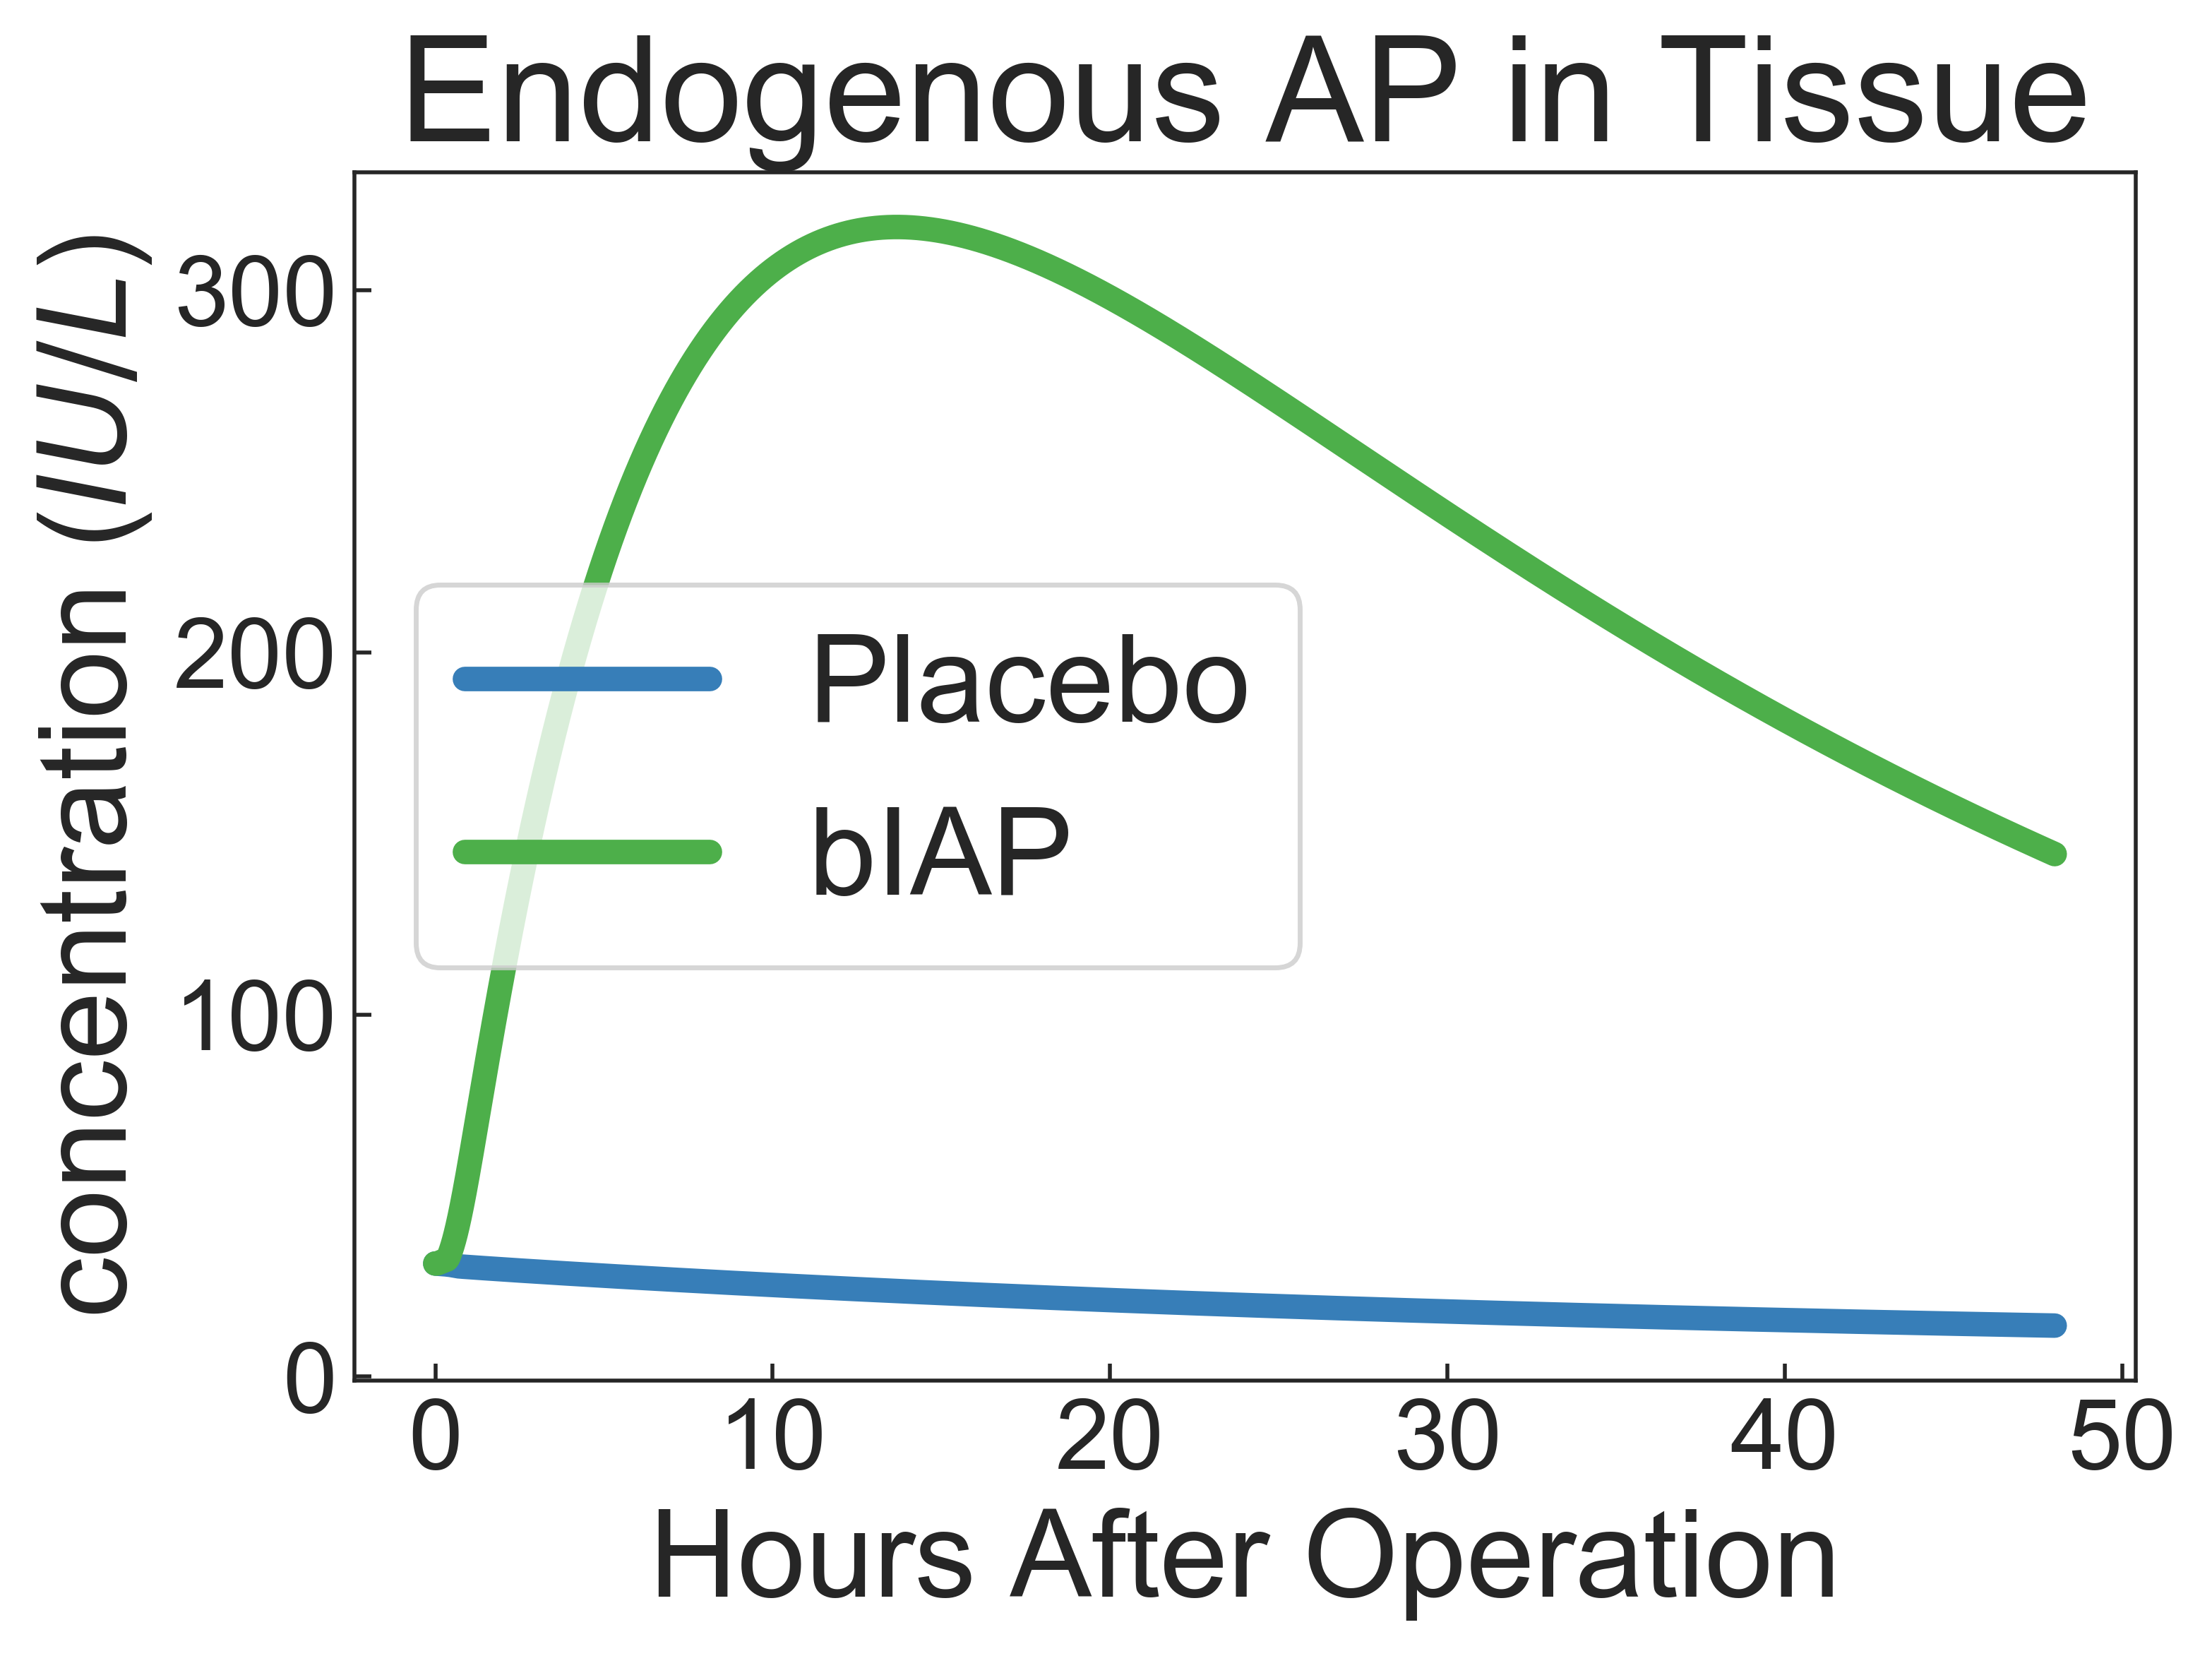 Endogenous AP in Tissue
concentration (IU/L)
300
200
100
0
Placebo
bIAP
0 10 20 30 40 50
Hours After Operation